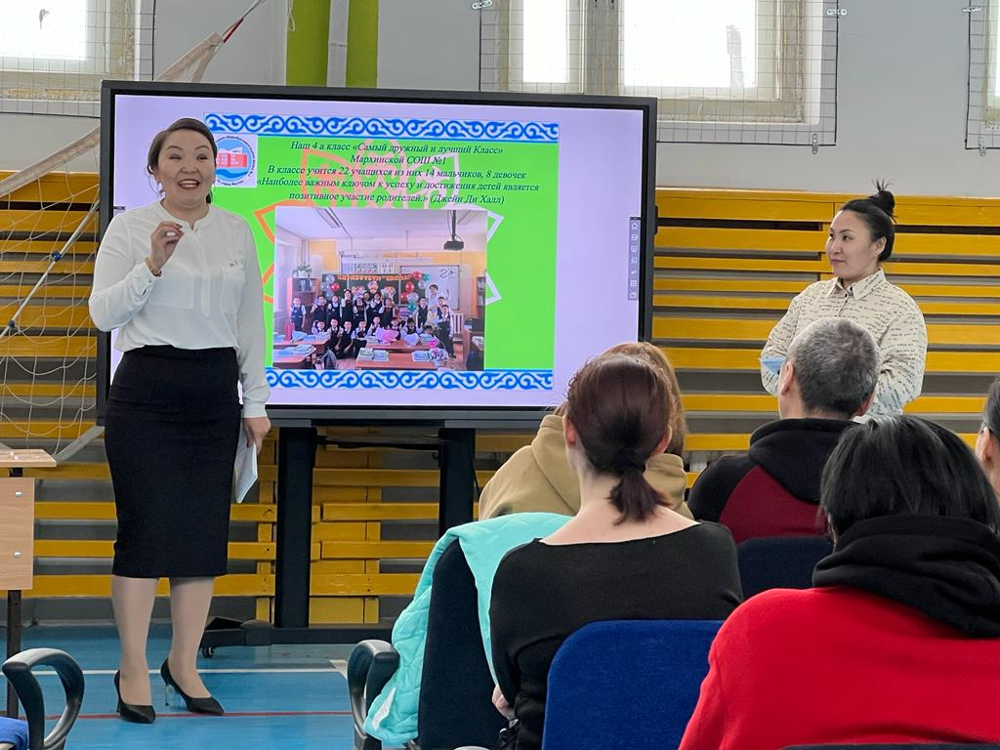 Наш 4 а класс «Самый дружный и лучший Класс»
Мархинской СОШ №1
В классе учится 22 учащихся из них 14 мальчиков, 8 девочек
«Наиболее важным ключом к успеху и достижения детей является
позитивное участие родителей.» (Джейн Ди Халл)